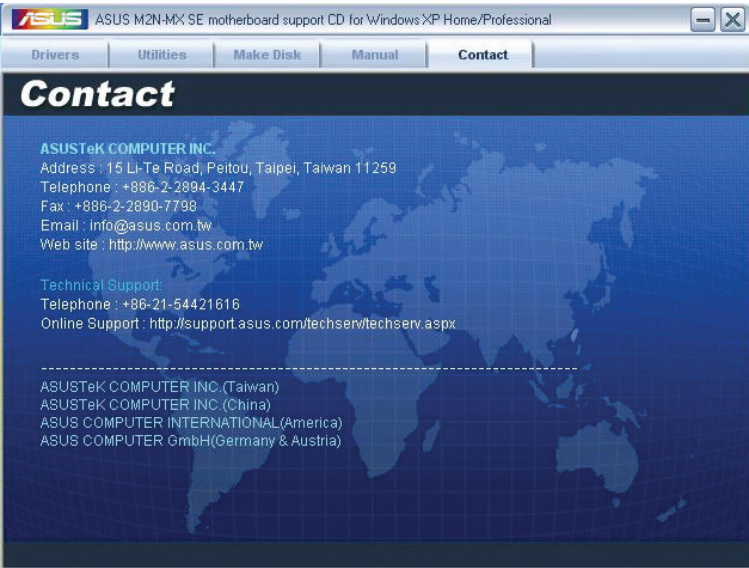 ASUS ASUS M2N-MX SE motherboard support CD for Windows XP Home/Professional
Drivers Utilities Make Disk Manual Contact
Contact
ASUSTeK COMPUTER INC.
Address : 15 Li-Te Road, Peitou, Taipei, Taiwan 11259
Telephone : +886-2-2894-3447
Fax : +886-2-2890-7798
Email : info@asus.com.tw
Web site : http://www.asus.com.tw
Technical Support:
Telephone : +86-21-54421616
Online Support : http://support.asus.com/techserv/techserv.aspx
---------------------------------------------------------------------------
ASUSTeK COMPUTER INC.(Taiwan)
ASUSTeK COMPUTER INC.(China)
ASUS COMPUTER INTERNATIONAL(America)
ASUS COMPUTER GmbH(Germany & Austria)